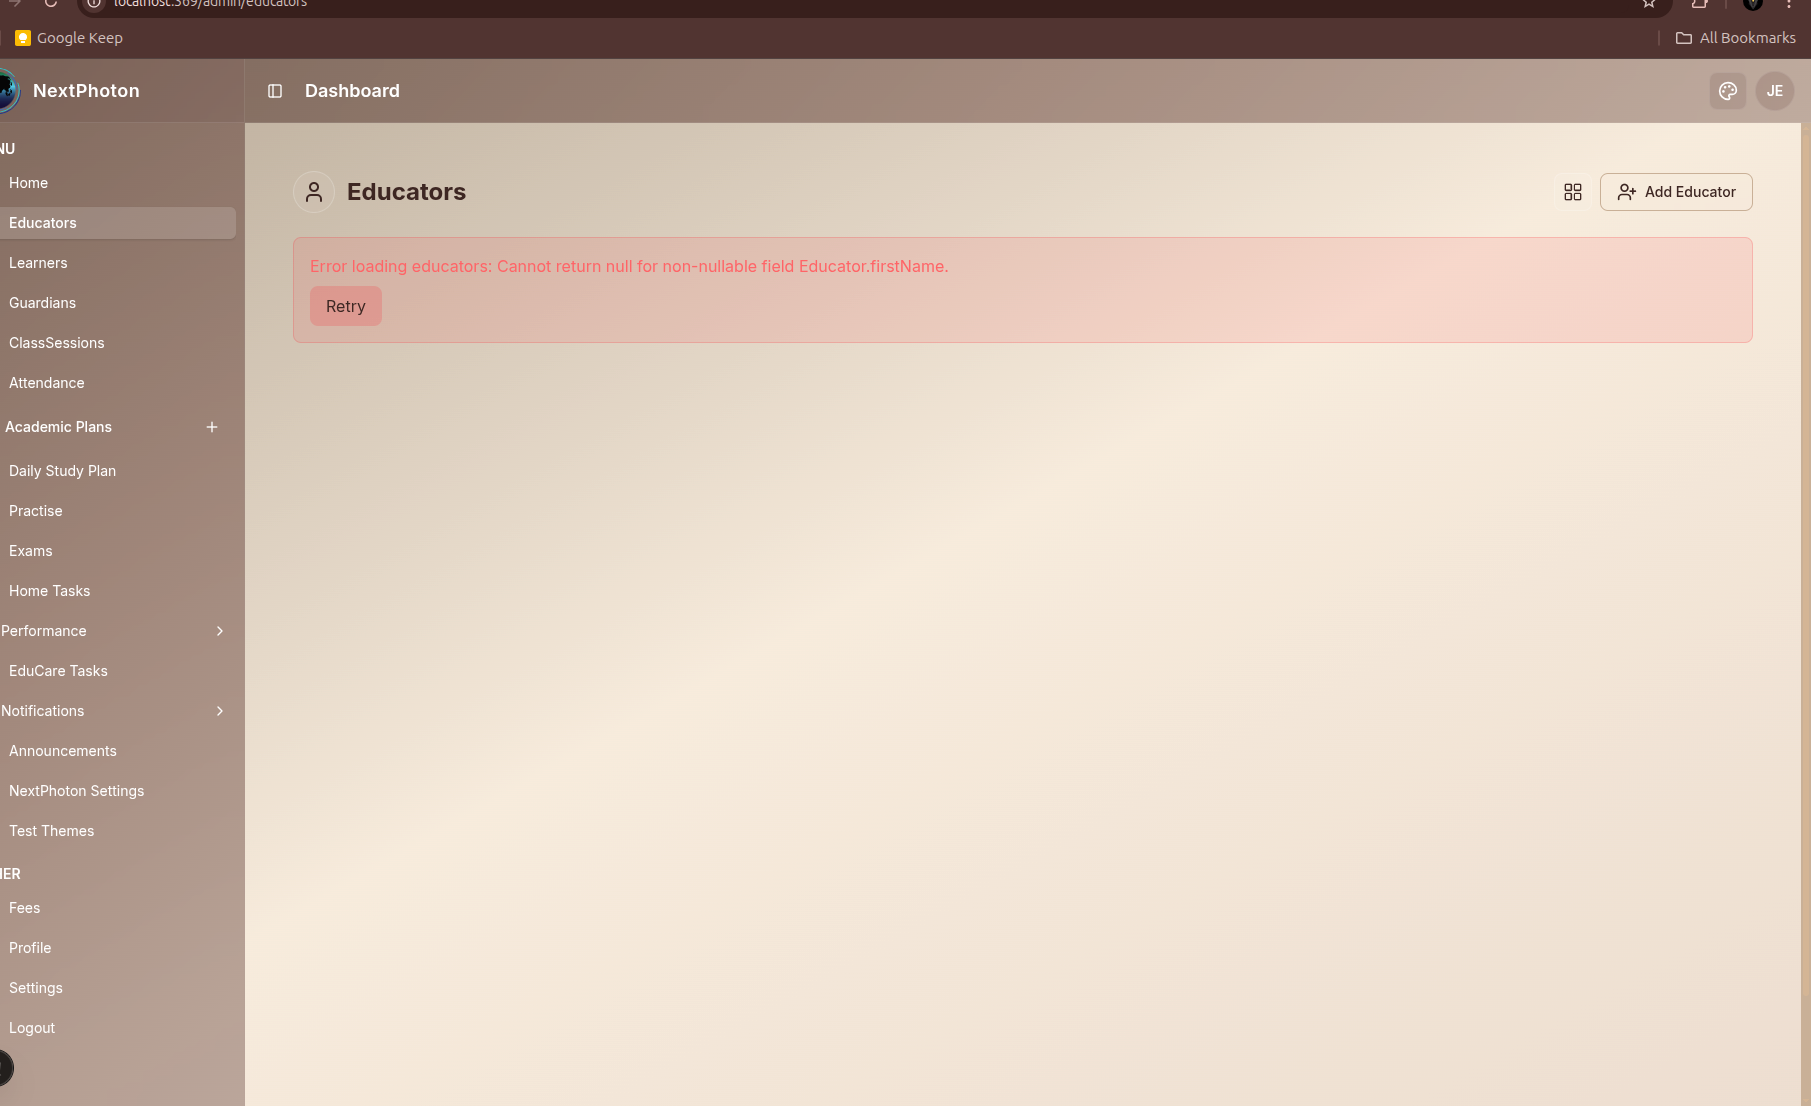 localhost:369/admin/educators
Google Keep
All Bookmarks
NextPhoton
Dashboard
JE
NU
Home
Educators
Learners
Guardians
ClassSessions
Attendance
Academic Plans
Daily Study Plan
Practise
Exams
Home Tasks
Performance
EduCare Tasks
Notifications
Announcements
NextPhoton Settings
Test Themes
HER
Fees
Profile
Settings
Logout
Educators
Add Educator
Error loading educators: Cannot return null for non-nullable field Educator.firstName.
Retry